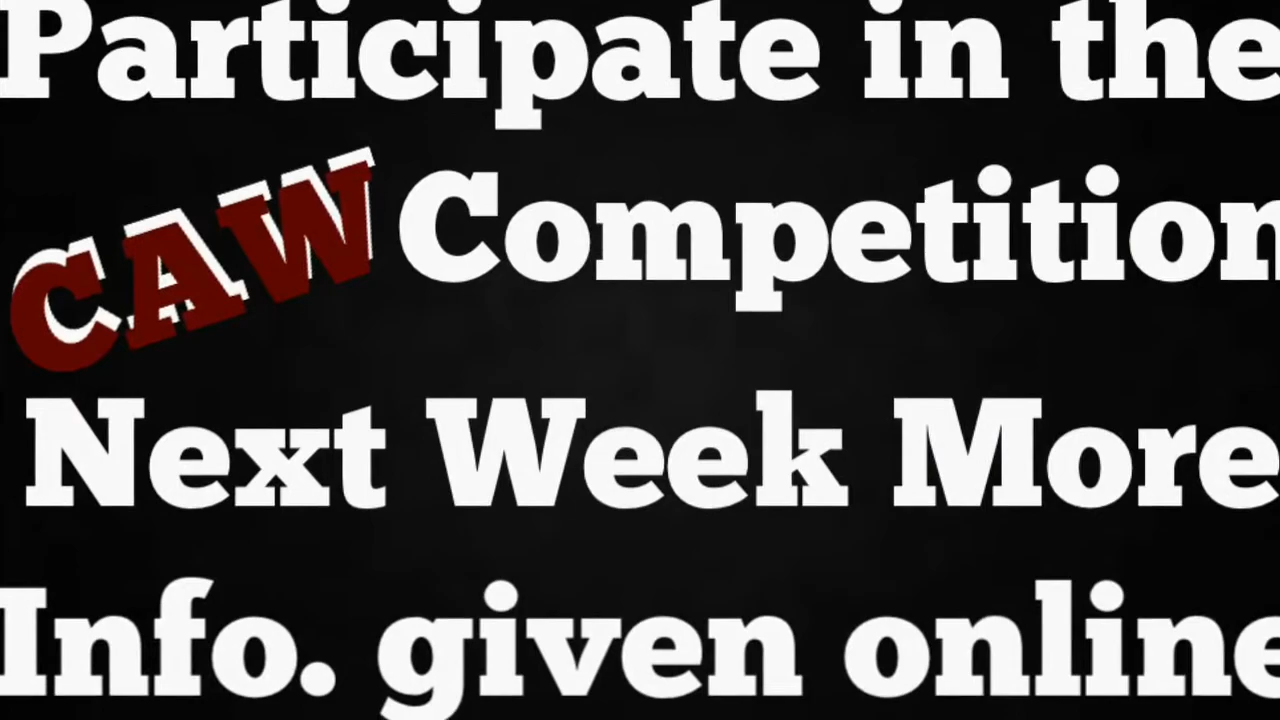 Participate in the
CAW Competition
Next Week More
Info. given online